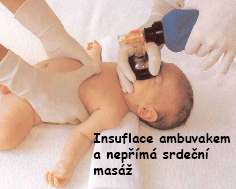 Insuflace ambuvakem
a nepřímá srdeční
masáž